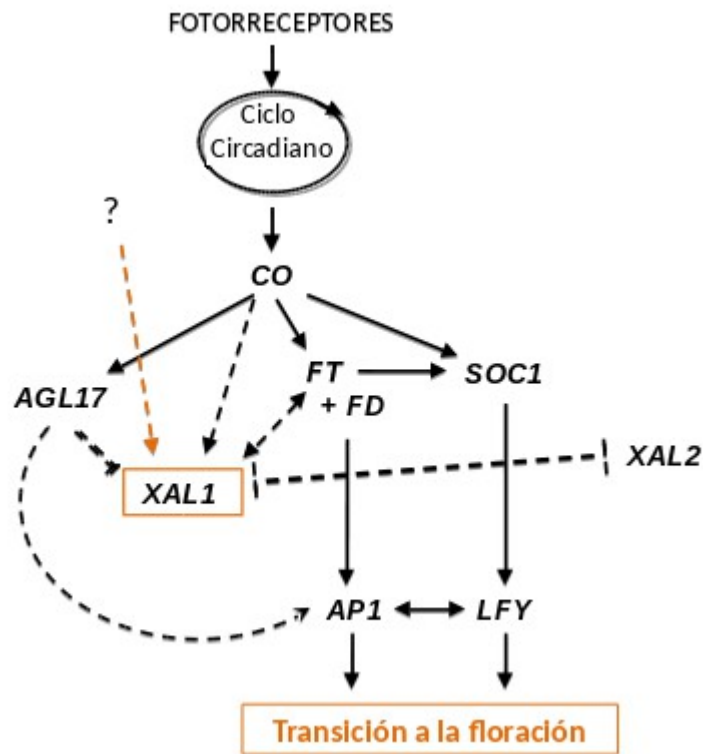 FOTORRECEPTORES
Ciclo
Circadiano
?
CO
FT
SOC1
AGL17
+ FD
XAL2
XAL1
AP1
LFY
Transición a la floración